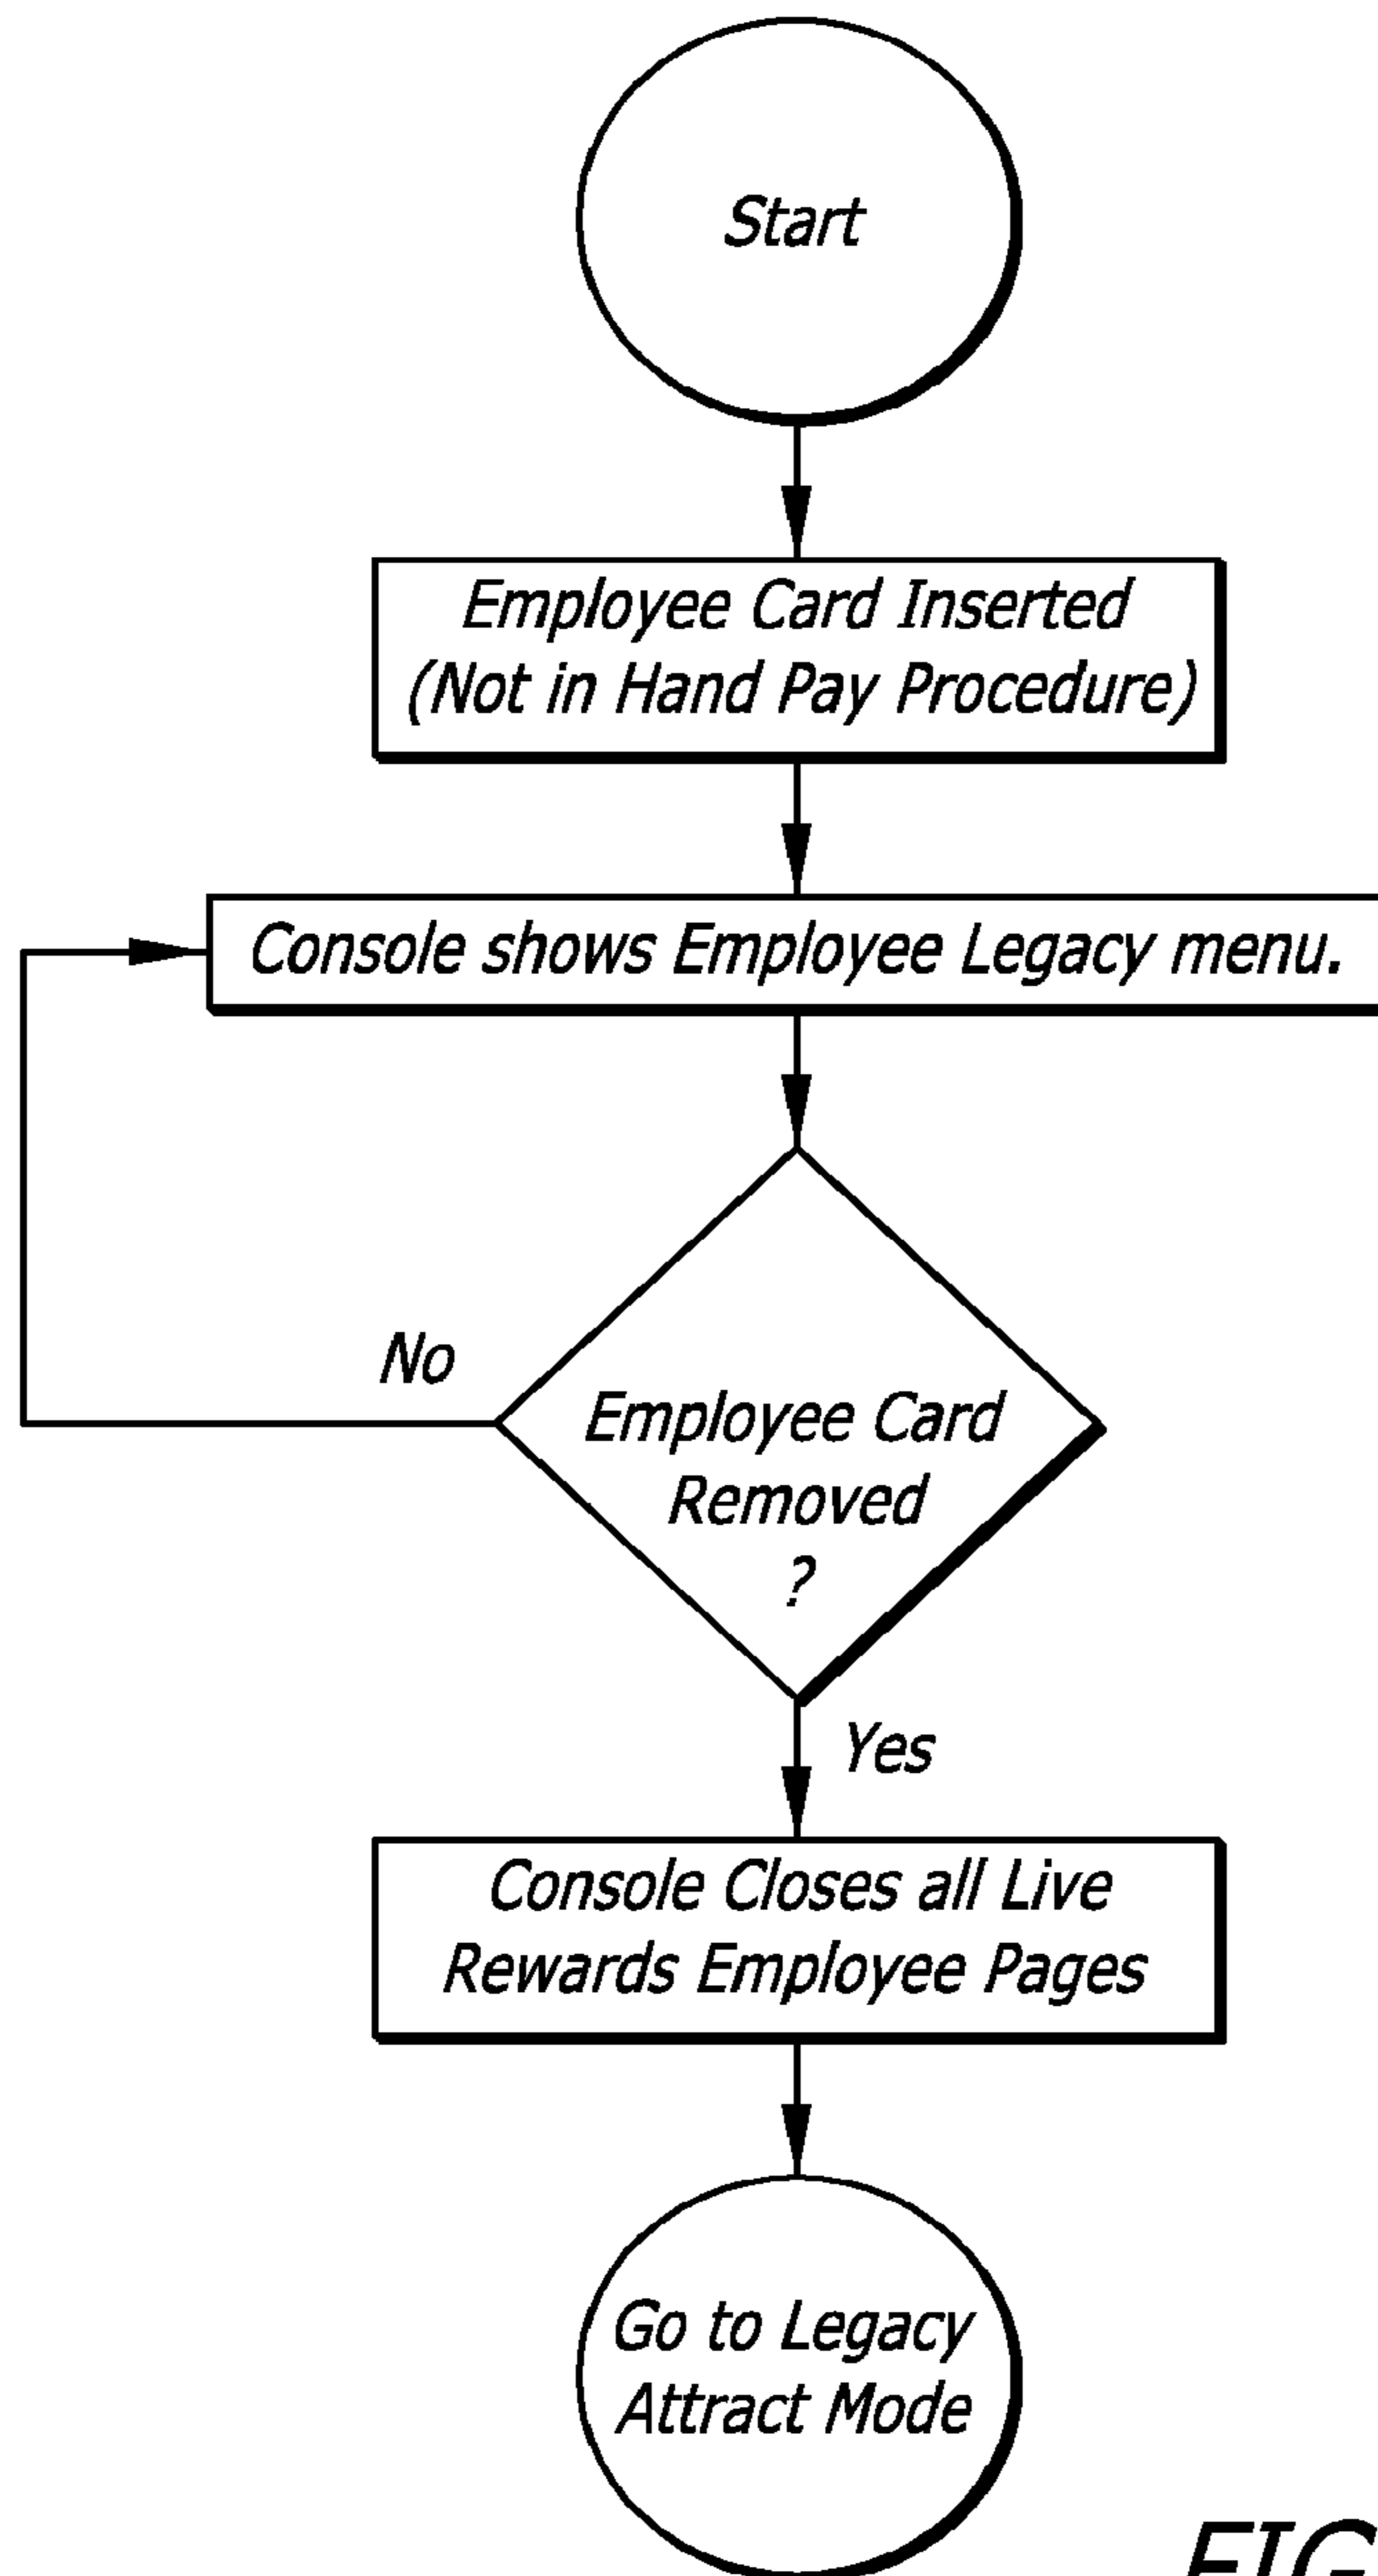 Start
Employee Card Inserted
(Not in Hand Pay Procedure)
Console shows Employee Legacy menu.
No
Employee Card
Removed
?
Yes
Console Closes all Live
Rewards Employee Pages
Go to Legacy
Attract Mode
FIG